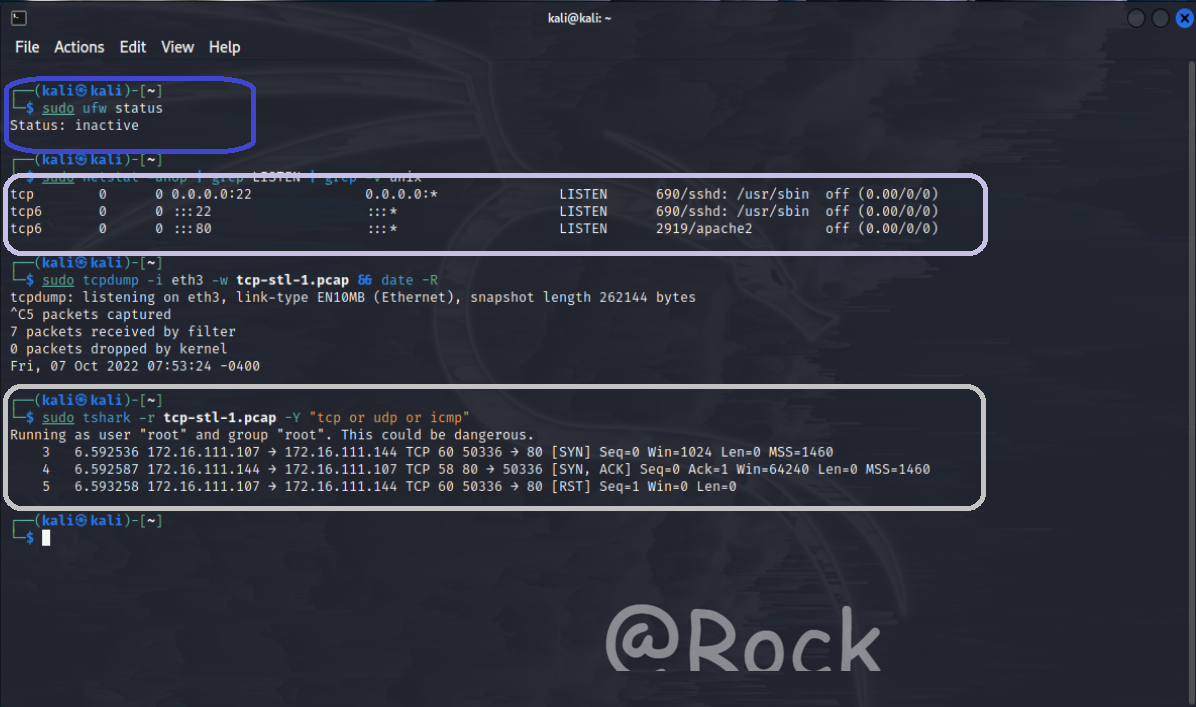 kali@kali: ~
File Actions Edit View Help
┌──(kali㉿kali)-[~]
└─$ sudo ufw status
Status: inactive
┌──(kali㉿kali)-[~]
└─$ sudo netstat -anop | grep LISTEN | grep -v unix
tcp 0 0 0.0.0.0:22 0.0.0.0:* LISTEN 690/sshd: /usr/sbin off (0.00/0/0)
tcp6 0 0 :::22 :::* LISTEN 690/sshd: /usr/sbin off (0.00/0/0)
tcp6 0 0 :::80 :::* LISTEN 2919/apache2 off (0.00/0/0)
┌──(kali㉿kali)-[~]
└─$ sudo tcpdump -i eth3 -w tcp-stl-1.pcap && date -R
tcpdump: listening on eth3, link-type EN10MB (Ethernet), snapshot length 262144 bytes
^C5 packets captured
7 packets received by filter
0 packets dropped by kernel
Fri, 07 Oct 2022 07:53:24 -0400
┌──(kali㉿kali)-[~]
└─$ sudo tshark -r tcp-stl-1.pcap -Y "tcp or udp or icmp"
Running as user "root" and group "root". This could be dangerous.
3 6.592536 172.16.111.107 → 172.16.111.144 TCP 60 50336 → 80 [SYN] Seq=0 Win=1024 Len=0 MSS=1460
4 6.592587 172.16.111.144 → 172.16.111.107 TCP 58 80 → 50336 [SYN, ACK] Seq=0 Ack=1 Win=64240 Len=0 MSS=1460
5 6.593258 172.16.111.107 → 172.16.111.144 TCP 60 50336 → 80 [RST] Seq=1 Win=0 Len=0
┌──(kali㉿kali)-[~]
└─$
@Rock